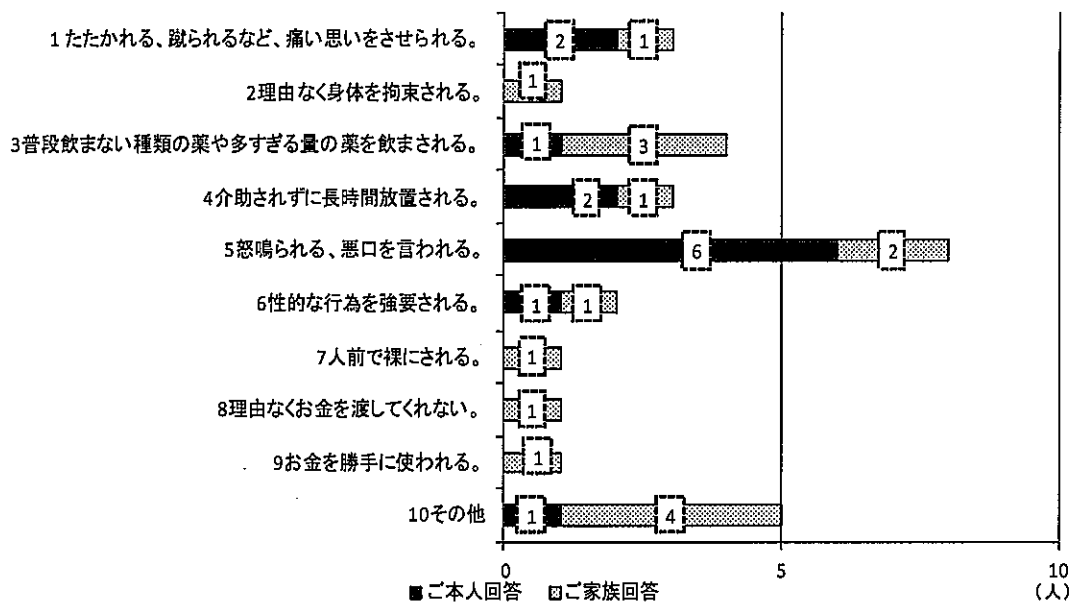 1たたかれる、蹴られるなど、痛い思いをさせられる。
2
1
2理由なく身体を拘束される。
1
3普段飲まない種類の薬や多すぎる量の薬を飲まされる。
1
3
4介助されずに長時間放置される。
2
1
5怒鳴られる、悪口を言われる。
6
2
6性的な行為を強要される。
1
1
7人前で裸にされる。
1
8理由なくお金を渡してくれない。
1
9お金を勝手に使われる。
1
10その他
1
4
0
5
10
■ご本人回答 ご家族回答
(人)